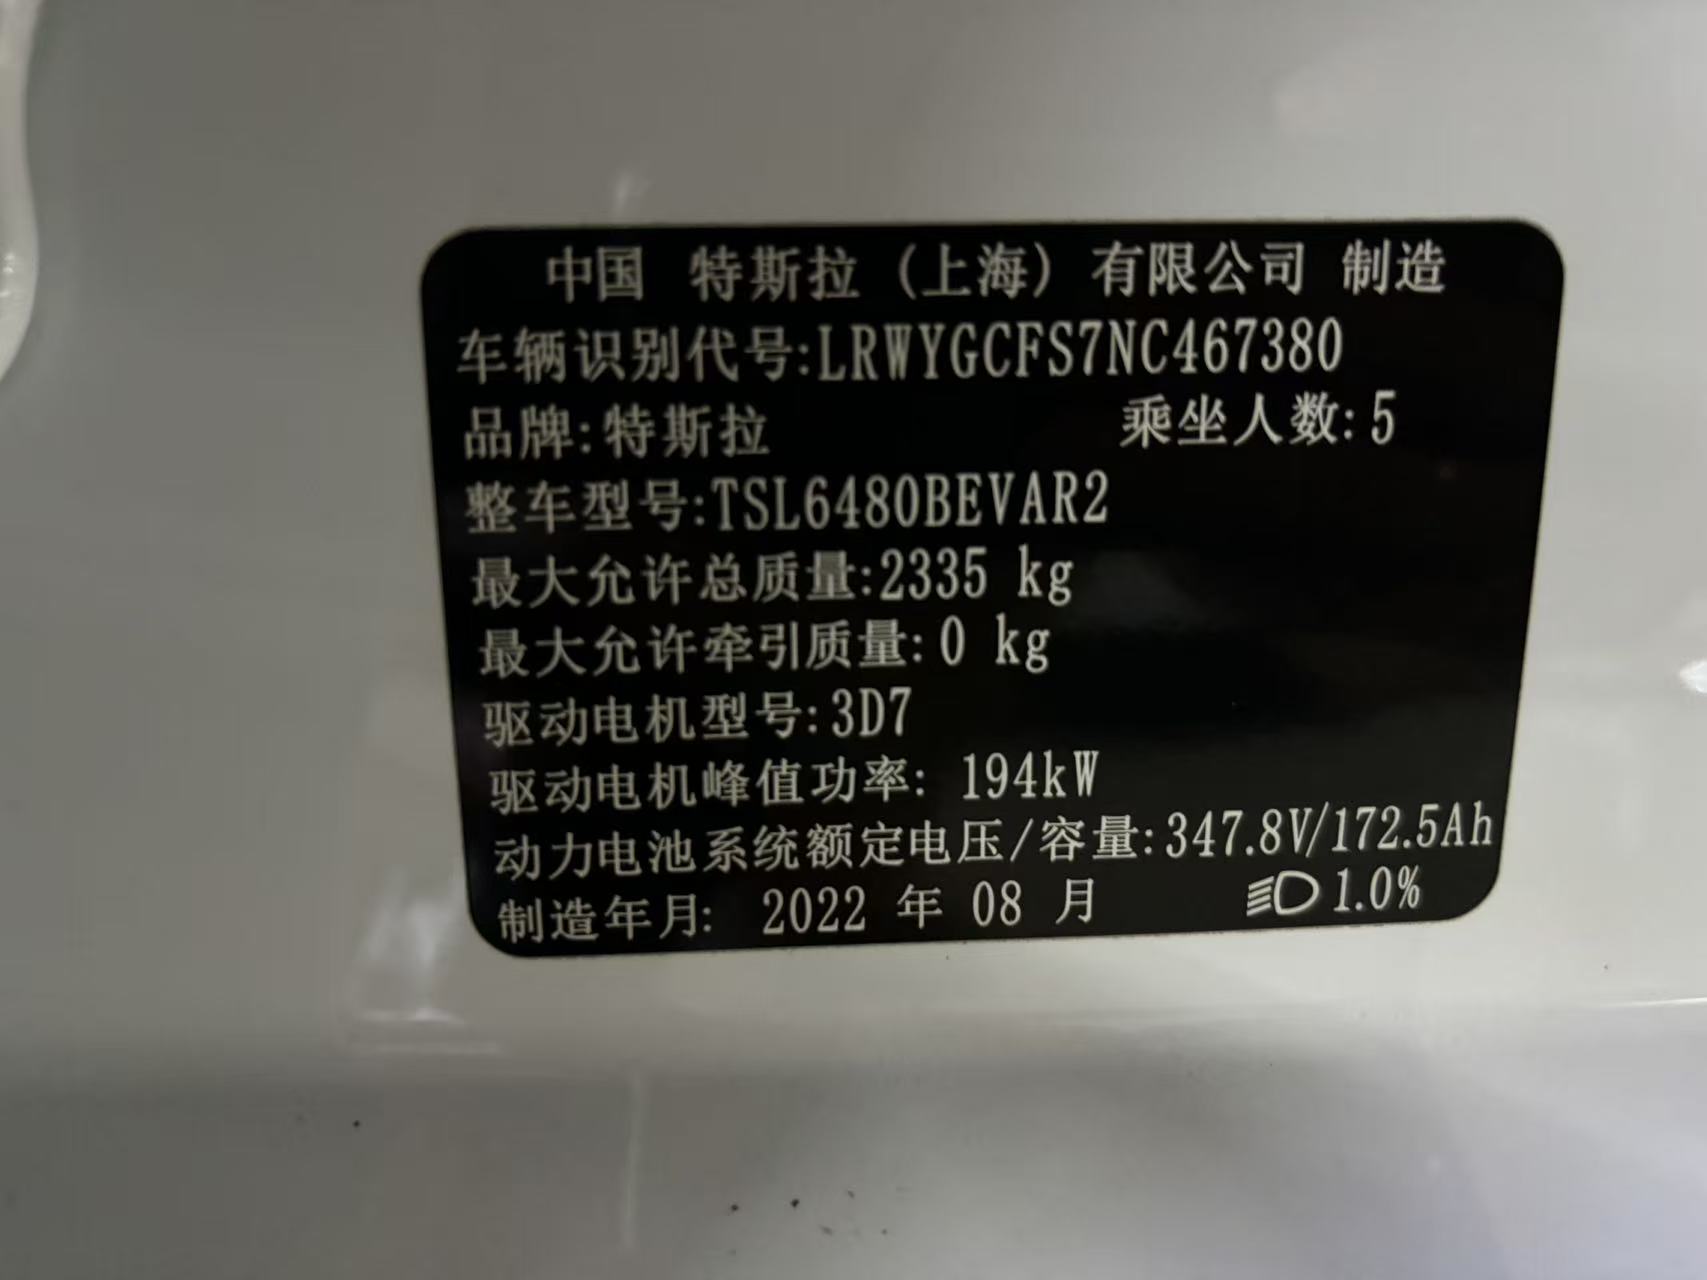 中国 特斯拉（上海）有限公司 制造
车辆识别代号:LRWYGCFS7NC467380
品牌:特斯拉 乘坐人数:5
整车型号:TSL6480BEVAR2
最大允许总质量:2335 kg
最大允许牵引质量:0 kg
驱动电机型号:3D7
驱动电机峰值功率: 194kW
动力电池系统额定电压/容量:347.8V/172.5Ah
制造年月: 2022 年 08 月 1.0%